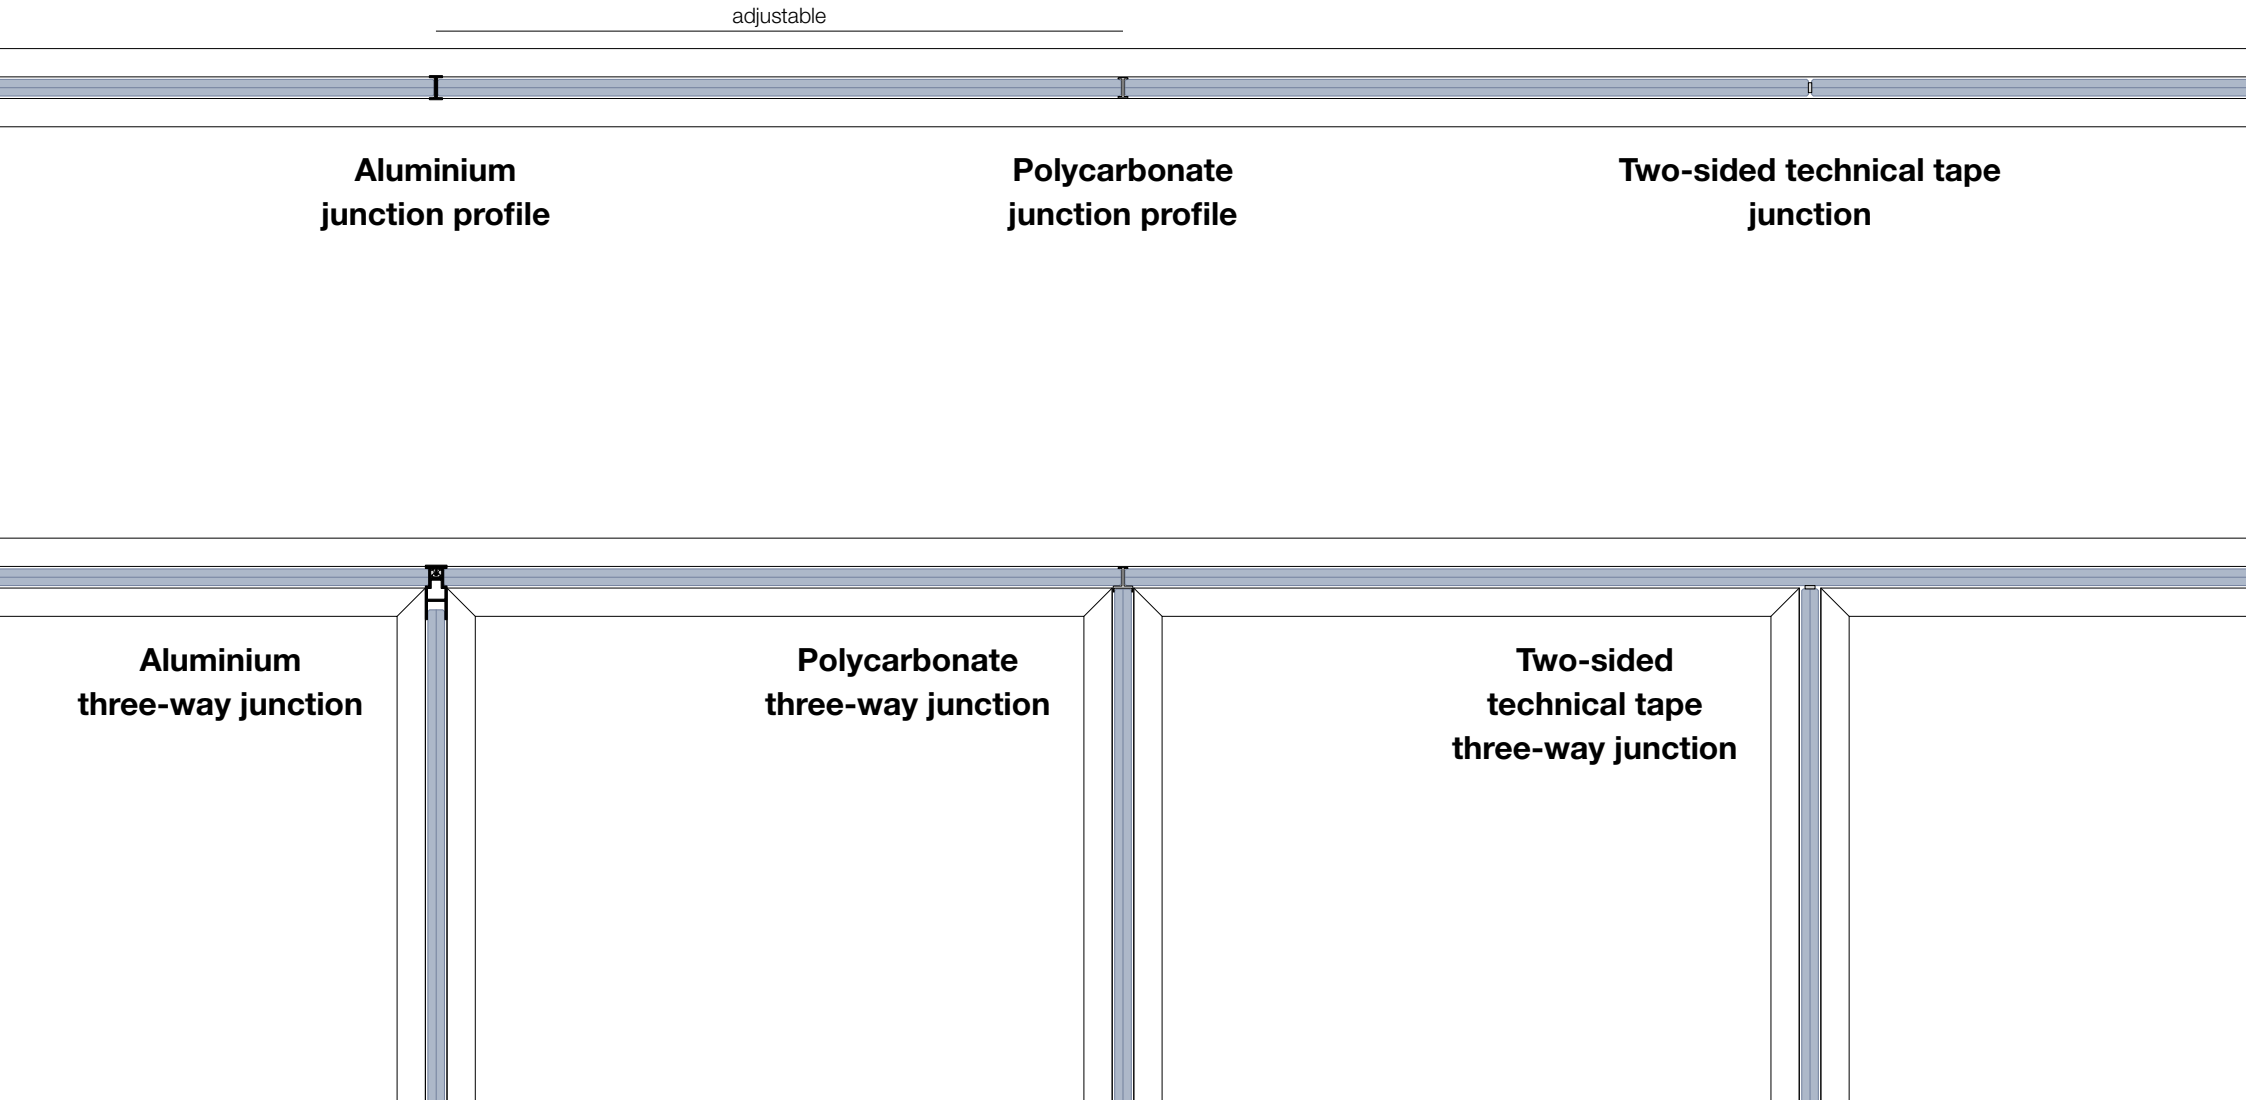 adjustable
Aluminium
junction profile
Polycarbonate
junction profile
Two-sided technical tape
junction
Aluminium
three-way junction
Polycarbonate
three-way junction
Two-sided
technical tape
three-way junction